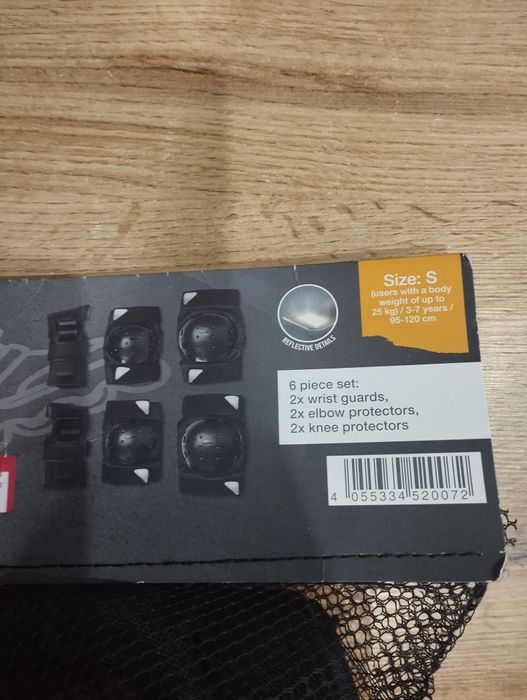 Size: S
(users with a body
weight of up to
25 kg) / 3-7 years /
95-120 cm
REFLECTIVE DETAILS
6 piece set:
2x wrist guards,
2x elbow protectors,
2x knee protectors
4 055334 520072